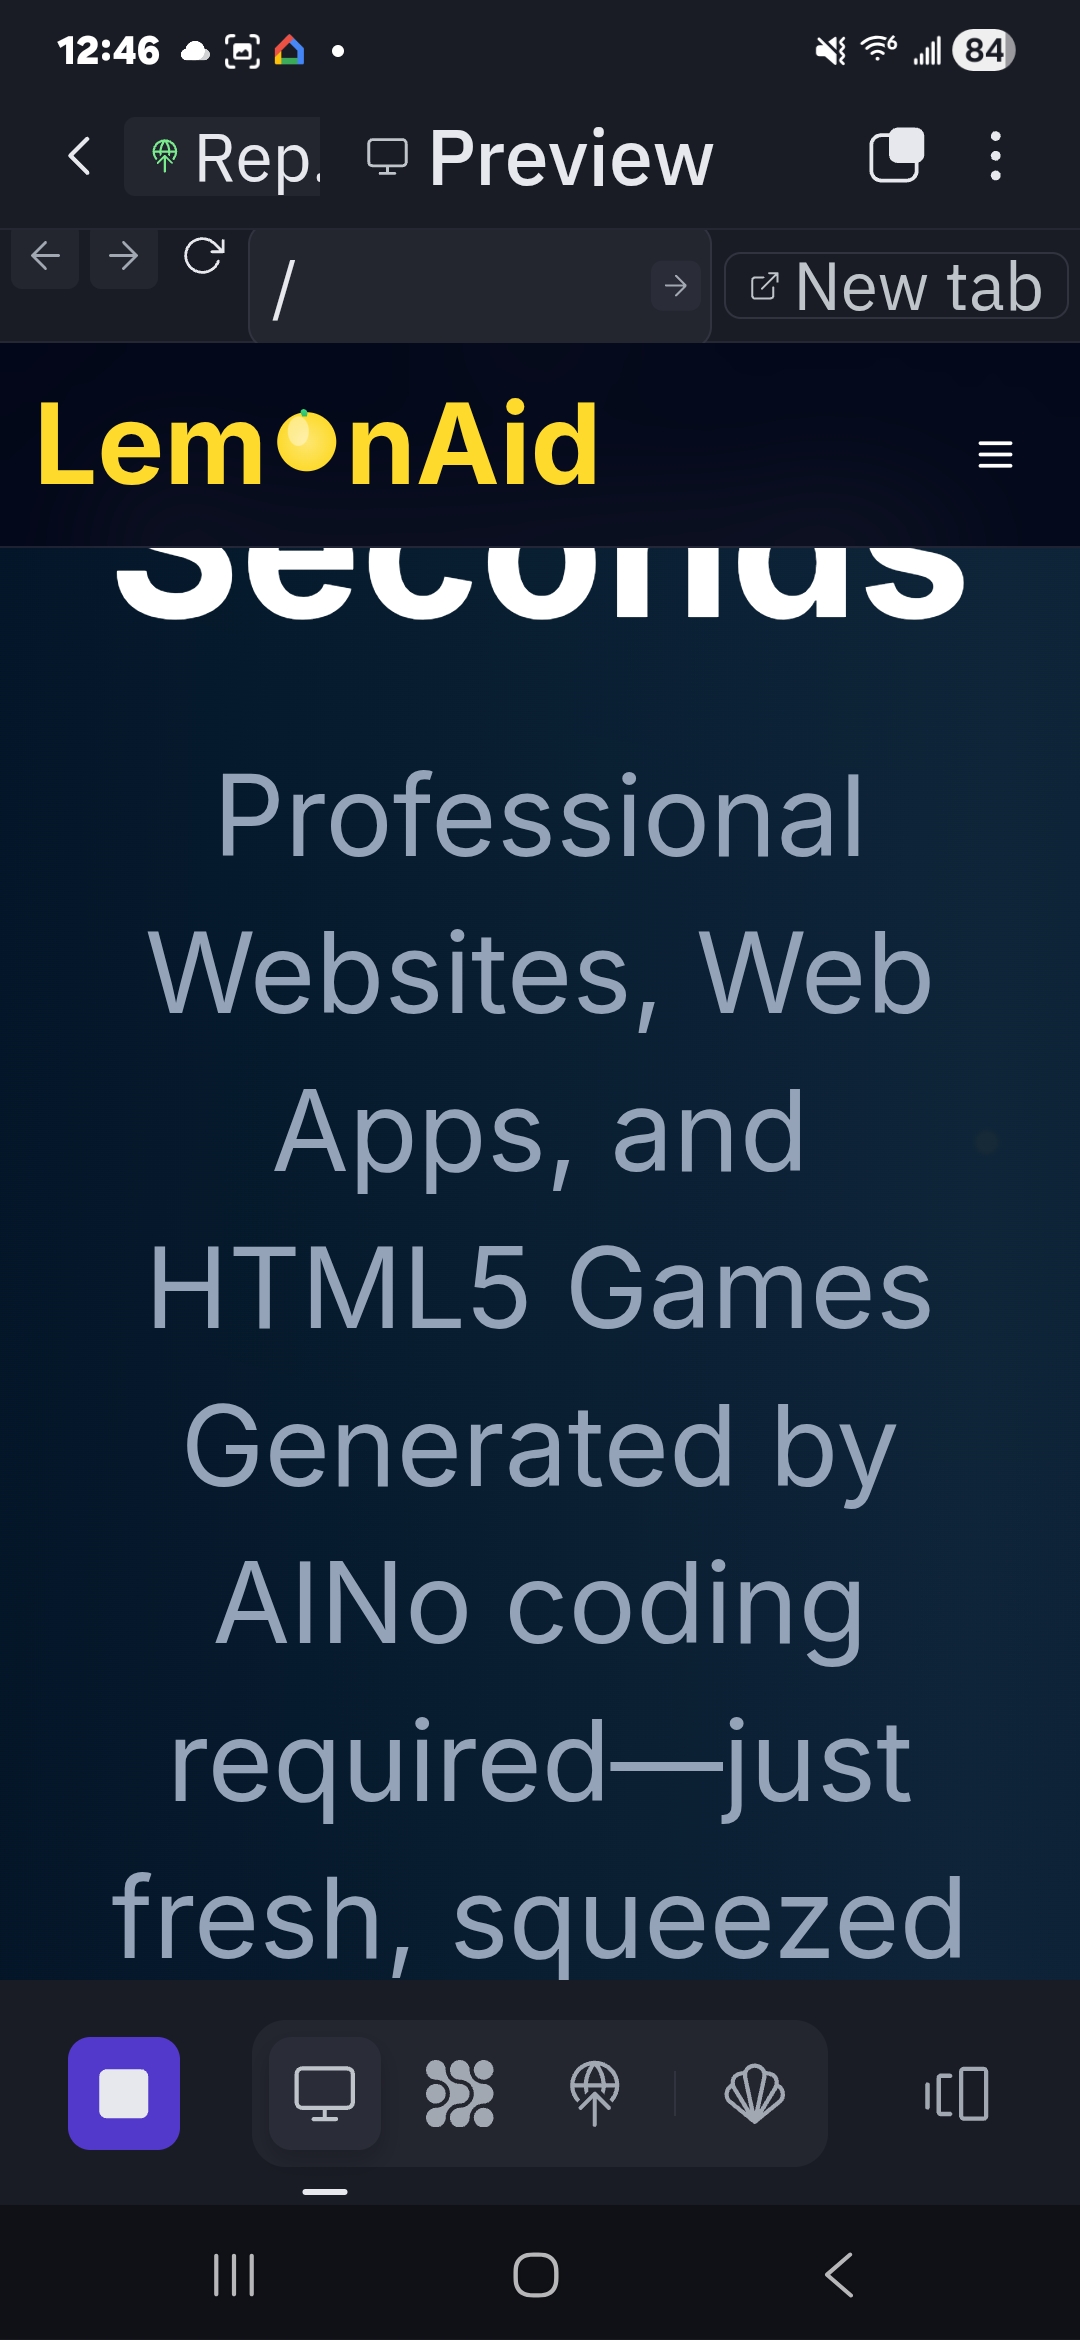 12:46
84
Rep.
Preview
/
New tab
LemonAid
Seconds
Professional
Websites, Web
Apps, and
HTML5 Games
Generated by
AINo coding
required—just
fresh, squeezed